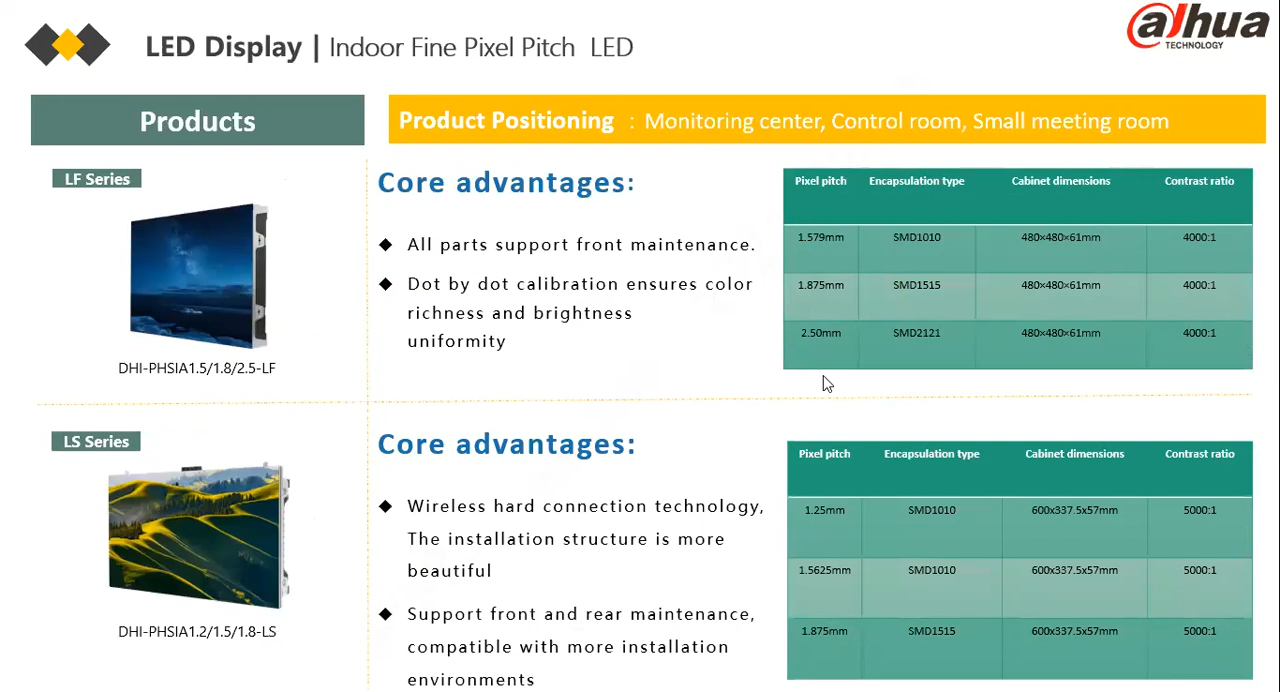 LED Display | Indoor Fine Pixel Pitch LED
alhua
TECHNOLOGY
Products
Product Positioning : Monitoring center, Control room, Small meeting room
LF Series
DHI-PHSIA1.5/1.8/2.5-LF
Core advantages:
◆ All parts support front maintenance.
◆ Dot by dot calibration ensures color
richness and brightness
uniformity
Pixel pitch Encapsulation type Cabinet dimensions Contrast ratio
1.579mm SMD1010 480×480×61mm 4000:1
1.875mm SMD1515 480×480×61mm 4000:1
2.50mm SMD2121 480×480×61mm 4000:1
LS Series
DHI-PHSIA1.2/1.5/1.8-LS
Core advantages:
◆ Wireless hard connection technology,
The installation structure is more
beautiful
◆ Support front and rear maintenance,
compatible with more installation
environments
Pixel pitch Encapsulation type Cabinet dimensions Contrast ratio
1.25mm SMD1010 600x337.5x57mm 5000:1
1.5625mm SMD1010 600x337.5x57mm 5000:1
1.875mm SMD1515 600x337.5x57mm 5000:1